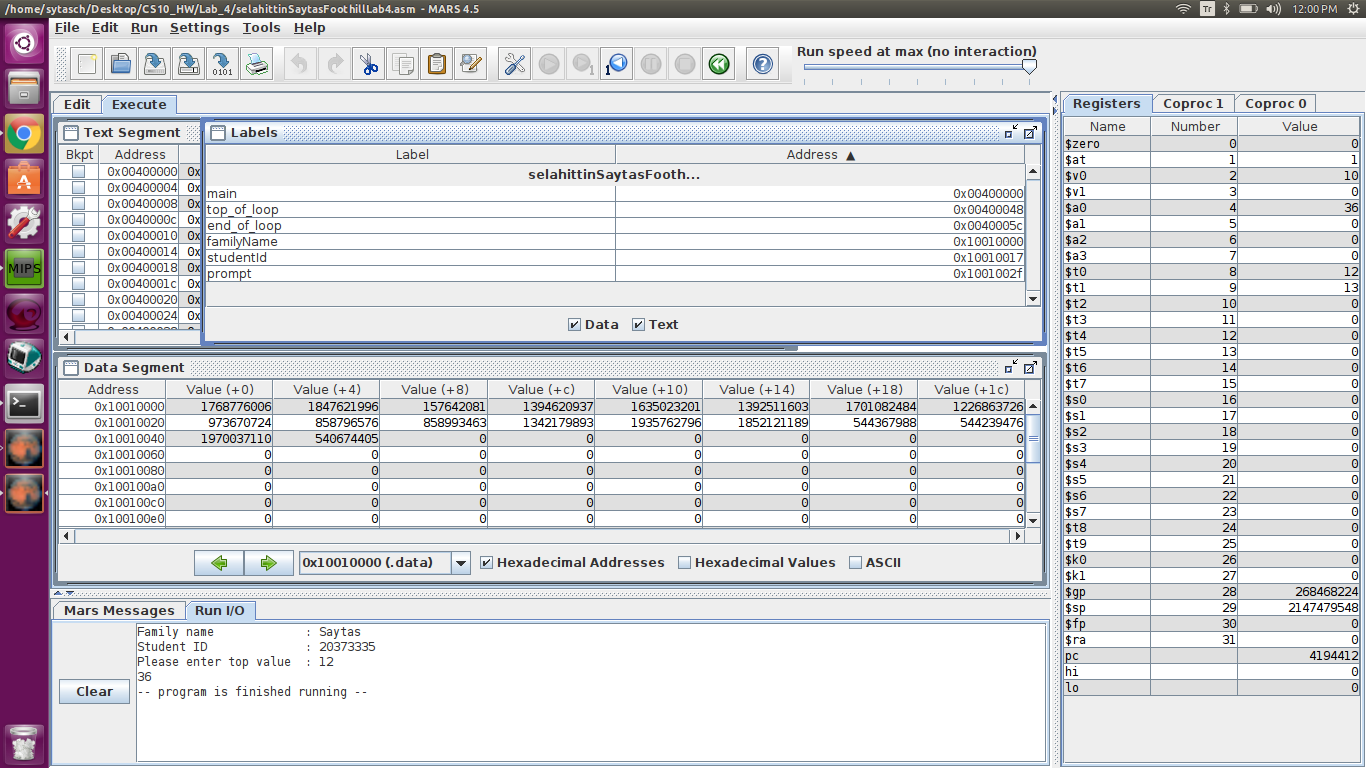 /home/sytasch/Desktop/CS10_HW/Lab_4/selahittinSaytasFoothillLab4.asm - MARS 4.5
Tr
12:00 PM
File Edit Run Settings Tools Help
Run speed at max (no interaction)
Edit Execute
Text Segment
Bkpt Address
0x00400000 0x
0x00400004 0x
0x00400008 0x
0x0040000c 0x
0x00400010 0x
0x00400014 0x
0x00400018 0x
0x0040001c 0x
0x00400020 0x
0x00400024 0x
Labels
Label Address ▲
selahittinSaytasFooth...
main 0x00400000
top_of_loop 0x00400048
end_of_loop 0x0040005c
familyName 0x10010000
studentId 0x10010017
prompt 0x1001002f
Data Text
Data Segment
Address Value (+0) Value (+4) Value (+8) Value (+c) Value (+10) Value (+14) Value (+18) Value (+1c)
0x10010000 1768776006 1847621996 157642081 1394620937 1635023201 1392511603 1701082484 1226863726
0x10010020 973670724 858796576 858993463 1342179893 1935762796 1852121189 544367988 544239476
0x10010040 1970037110 540674405 0 0 0 0 0 0
0x10010060 0 0 0 0 0 0 0 0
0x10010080 0 0 0 0 0 0 0 0
0x100100a0 0 0 0 0 0 0 0 0
0x100100c0 0 0 0 0 0 0 0 0
0x100100e0 0 0 0 0 0 0 0 0
0x10010000 (.data) Hexadecimal Addresses Hexadecimal Values ASCII
Mars Messages Run I/O
Family name : Saytas
Student ID : 20373335
Please enter top value : 12
36
-- program is finished running --
Clear
Registers Coproc 1 Coproc 0
Name Number Value
$zero 0 0
$at 1 1
$v0 2 10
$v1 3 0
$a0 4 36
$a1 5 0
$a2 6 0
$a3 7 0
$t0 8 12
$t1 9 13
$t2 10 0
$t3 11 0
$t4 12 0
$t5 13 0
$t6 14 0
$t7 15 0
$s0 16 0
$s1 17 0
$s2 18 0
$s3 19 0
$s4 20 0
$s5 21 0
$s6 22 0
$s7 23 0
$t8 24 0
$t9 25 0
$k0 26 0
$k1 27 0
$gp 28 268468224
$sp 29 2147479548
$fp 30 0
$ra 31 0
pc 4194412
hi 0
lo 0
MIPS
0101
1
1